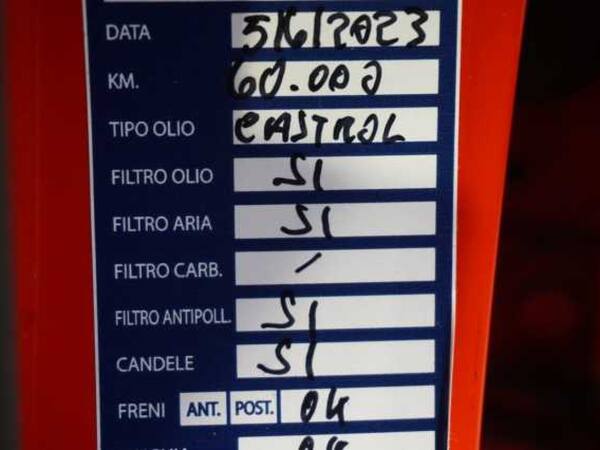 DATA 5/6/2023
KM. 60.000
TIPO OLIO CASTROL
FILTRO OLIO SI
FILTRO ARIA SI
FILTRO CARB. /
FILTRO ANTIPOLL. SI
CANDELE SI
FRENI ANT. POST. OK
OK